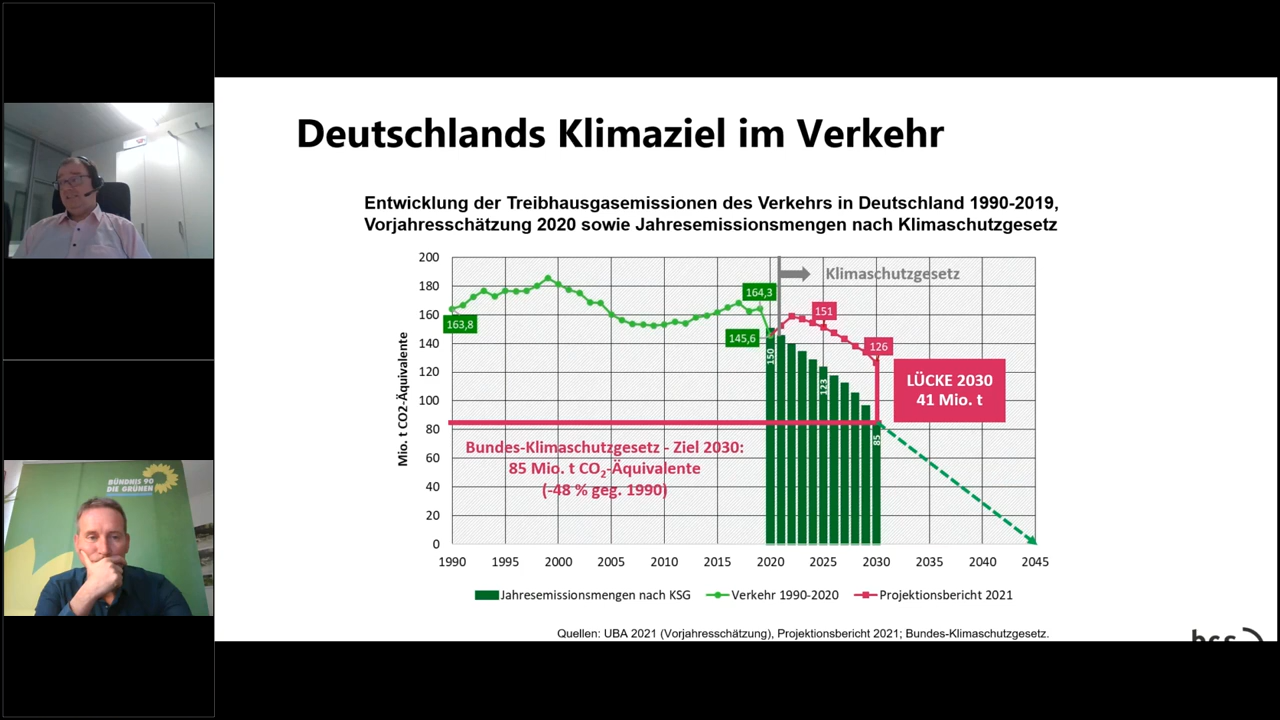 Deutschlands Klimaziel im Verkehr
Entwicklung der Treibhausgasemissionen des Verkehrs in Deutschland 1990-2019,
Vorjahresschätzung 2020 sowie Jahresemissionsmengen nach Klimaschutzgesetz
Mio. t CO2-Äquivalente
200
180
160
140
120
100
80
60
40
20
0
1990
1995
2000
2005
2010
2015
2020
2025
2030
2035
2040
2045
Klimaschutzgesetz
163,8
164,3
145,6
151
126
150
123
85
LÜCKE 2030
41 Mio. t
Bundes-Klimaschutzgesetz - Ziel 2030:
85 Mio. t CO2-Äquivalente
(-48 % geg. 1990)
Jahresemissionsmengen nach KSG
Verkehr 1990-2020
Projektionsbericht 2021
Quellen: UBA 2021 (Vorjahresschätzung), Projektionsbericht 2021; Bundes-Klimaschutzgesetz.
BÜNDNIS 90
DIE GRÜNEN